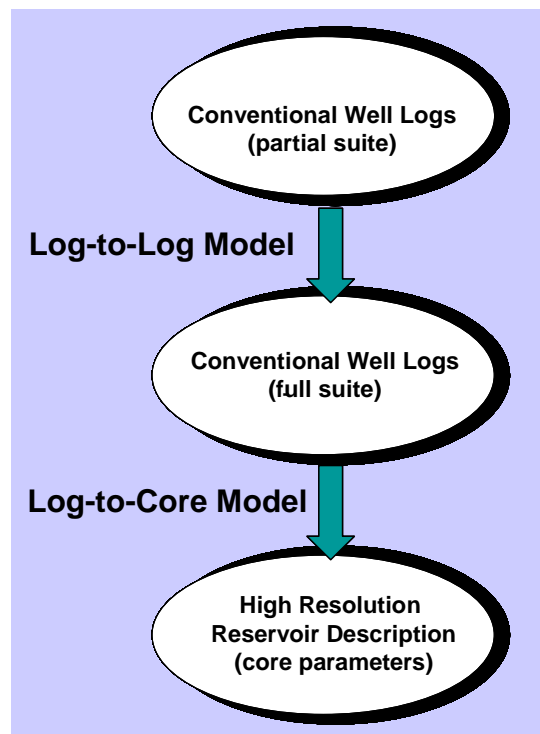 Conventional Well Logs
(partial suite)
Log-to-Log Model
Conventional Well Logs
(full suite)
Log-to-Core Model
High Resolution
Reservoir Description
(core parameters)